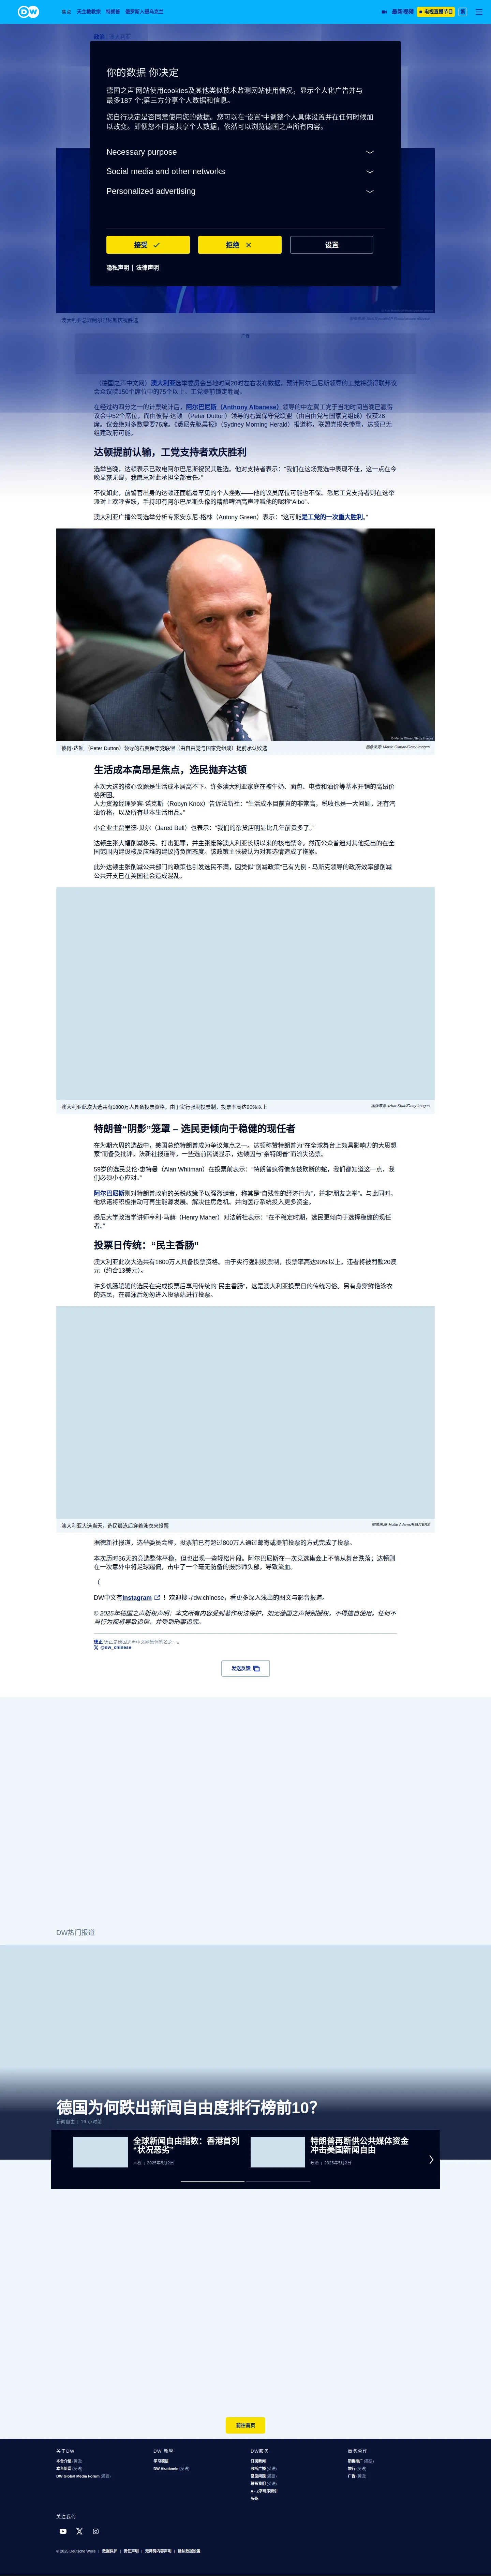 DW
焦点
天主教教宗
特朗普
俄罗斯入侵乌克兰
最新视频
电视直播节目
繁
政治 | 澳大利亚
你的数据 你决定
德国之声'网站使用cookies及其他类似技术监测网站使用情况，显示个人化广告并与
最多187 个;第三方分享个人数据和信息。
您自行决定是否同意使用您的数据。您可以在“设置”中调整个人具体设置并在任何时候加
以改变。即便您不同意共享个人数据，依然可以浏览德国之声所有内容。
Necessary purpose
Social media and other networks
Personalized advertising
接受
拒绝
设置
隐私声明 | 法律声明
澳大利亚总理阿尔巴尼斯庆祝胜选
广告
（德国之声中文网）澳大利亚选举委员会当地时间20时左右发布数据，预计阿尔巴尼斯领导的工党将获得联邦议
会众议院150个席位中的75个以上。工党提前锁定胜局。
在经过约四分之一的计票统计后，阿尔巴尼斯（Anthony Albanese）领导的中左翼工党于当地时间当晚已赢得
议会中的82个席位，而由彼得·达顿 （Peter Dutton）领导的右翼保守党联盟（由自由党与国家党组成）仅获26
席。议会绝对多数需要76席。《悉尼先驱晨报》（Sydney Morning Herald）报道称，联盟党损失惨重，达顿已无
组建政府可能。
达顿提前认输，工党支持者欢庆胜利
选举当晚，达顿表示已致电阿尔巴尼斯祝贺其胜选。他对支持者表示：“我们在这场竞选中表现不佳，这一点在今
晚显露无疑，我愿意对此承担全部责任。”
不仅如此，前警官出身的达顿还面临着罕见的个人挫败——他的议员席位可能也不保。悉尼工党支持者则在选举
派对上欢呼雀跃，手持印有阿尔巴尼斯头像的精酿啤酒高声呼喊他的昵称“Albo”。
澳大利亚广播公司选举分析专家安东尼·格林（Antony Green）表示：“这可能是工党的一次重大胜利。”
© Martin Ollman/Getty Images
彼得·达顿 （Peter Dutton）领导的右翼保守党联盟（由自由党与国家党组成）提前承认败选
图像来源: Martin Ollman/Getty Images
生活成本高昂是焦点，选民抛弃达顿
本次大选的核心议题是生活成本居高不下。许多澳大利亚家庭在被牛奶、面包、电费和油价等基本开销的高昂价
格所困。
人力资源经理罗宾·诺克斯（Robyn Knox）告诉法新社：“生活成本目前真的非常高，税收也是一大问题，还有汽
油价格，以及所有基本生活用品。”
小企业主贾里德·贝尔（Jared Bell）也表示：“我们的杂货店明显比几年前贵多了。”
达顿主张大幅削减移民，打击犯罪，并主张废除澳大利亚长期以来的核电禁令。然而公众普遍对其他提出的在全
国范围内建设核反应堆的建议持负面态度、该政策主张被认为对其选情造成了拖累。
此外达顿主张削减公共部门的政策也引发选民不满，因类似“削减政策”已有先例 - 马斯克领导的政府效率部削减
公共开支已在美国社会造成混乱。
澳大利亚此次大选共有1800万人具备投票资格。由于实行强制投票制，投票率高达90%以上
图像来源: Izhar Khan/Getty Images
特朗普“阴影”笼罩 – 选民更倾向于稳健的现任者
在为期六周的选战中，美国总统特朗普成为争议焦点之一。达顿称赞特朗普为“在全球舞台上颇具影响力的大思想
家”而备受批评。法新社报道称，一些选前民调显示，达顿因与“亲特朗普”而流失选票。
59岁的选民艾伦·惠特曼（Alan Whitman）在投票前表示：“特朗普疯得像条被砍断的蛇，我们都知道这一点，我
们必须小心应对。”
阿尔巴尼斯则对特朗普政府的关税政策予以强烈谴责，称其是“自残性的经济行为”，并非“朋友之举”。与此同时，
他承诺将积极推动可再生能源发展、解决住房危机、并向医疗系统投入更多资金。
悉尼大学政治学讲师亨利·马赫（Henry Maher）对法新社表示：“在不稳定时期，选民更倾向于选择稳健的现任
者。”
投票日传统：“民主香肠”
澳大利亚此次大选共有1800万人具备投票资格。由于实行强制投票制，投票率高达90%以上。违者将被罚款20澳
元（约合13美元）。
许多饥肠辘辘的选民在完成投票后享用传统的“民主香肠”，这是澳大利亚投票日的传统习俗。另有身穿鲜艳泳衣
的选民，在晨泳后匆匆进入投票站进行投票。
澳大利亚大选当天，选民晨泳后穿着泳衣来投票
图像来源: Hollie Adams/REUTERS
据德新社报道，选举委员会称，投票前已有超过800万人通过邮寄或提前投票的方式完成了投票。
本次历时36天的竞选整体平稳，但也出现一些轻松片段。阿尔巴尼斯在一次竞选集会上不慎从舞台跌落；达顿则
在一次意外中将足球踢偏，击中了一个毫无防备的摄影师头部，导致流血。
（
DW中文有Instagram ！欢迎搜寻dw.chinese，看更多深入浅出的图文与影音报道。
© 2025年德国之声版权声明：本文所有内容受到著作权法保护，如无德国之声特别授权，不得擅自使用。任何不
当行为都将导致追偿，并受到刑事追究。
德正 德正是德国之声中文网集体笔名之一。
@dw_chinese
发送反馈
DW热门报道
德国为何跌出新闻自由度排行榜前10？
新闻自由 | 19 小时前
全球新闻自由指数：香港首列
“状况恶劣”
人权 | 2025年5月2日
特朗普再断供公共媒体资金
冲击美国新闻自由
政治 | 2025年5月2日
前往首页
关于DW
本台介绍 (英语)
本台新闻 (英语)
DW Global Media Forum (英语)
DW 教學
学习德语
DW Akademie (英语)
DW服务
订阅新闻
收听广播 (英语)
常见问题 (英语)
联系我们 (英语)
A - Z字母序索引
头条
商务合作
销售推广 (英语)
旅行 (英语)
广告 (英语)
关注我们
© 2025 Deutsche Welle | 数据保护 | 责任声明 | 无障碍内容声明 | 隐私数据设置